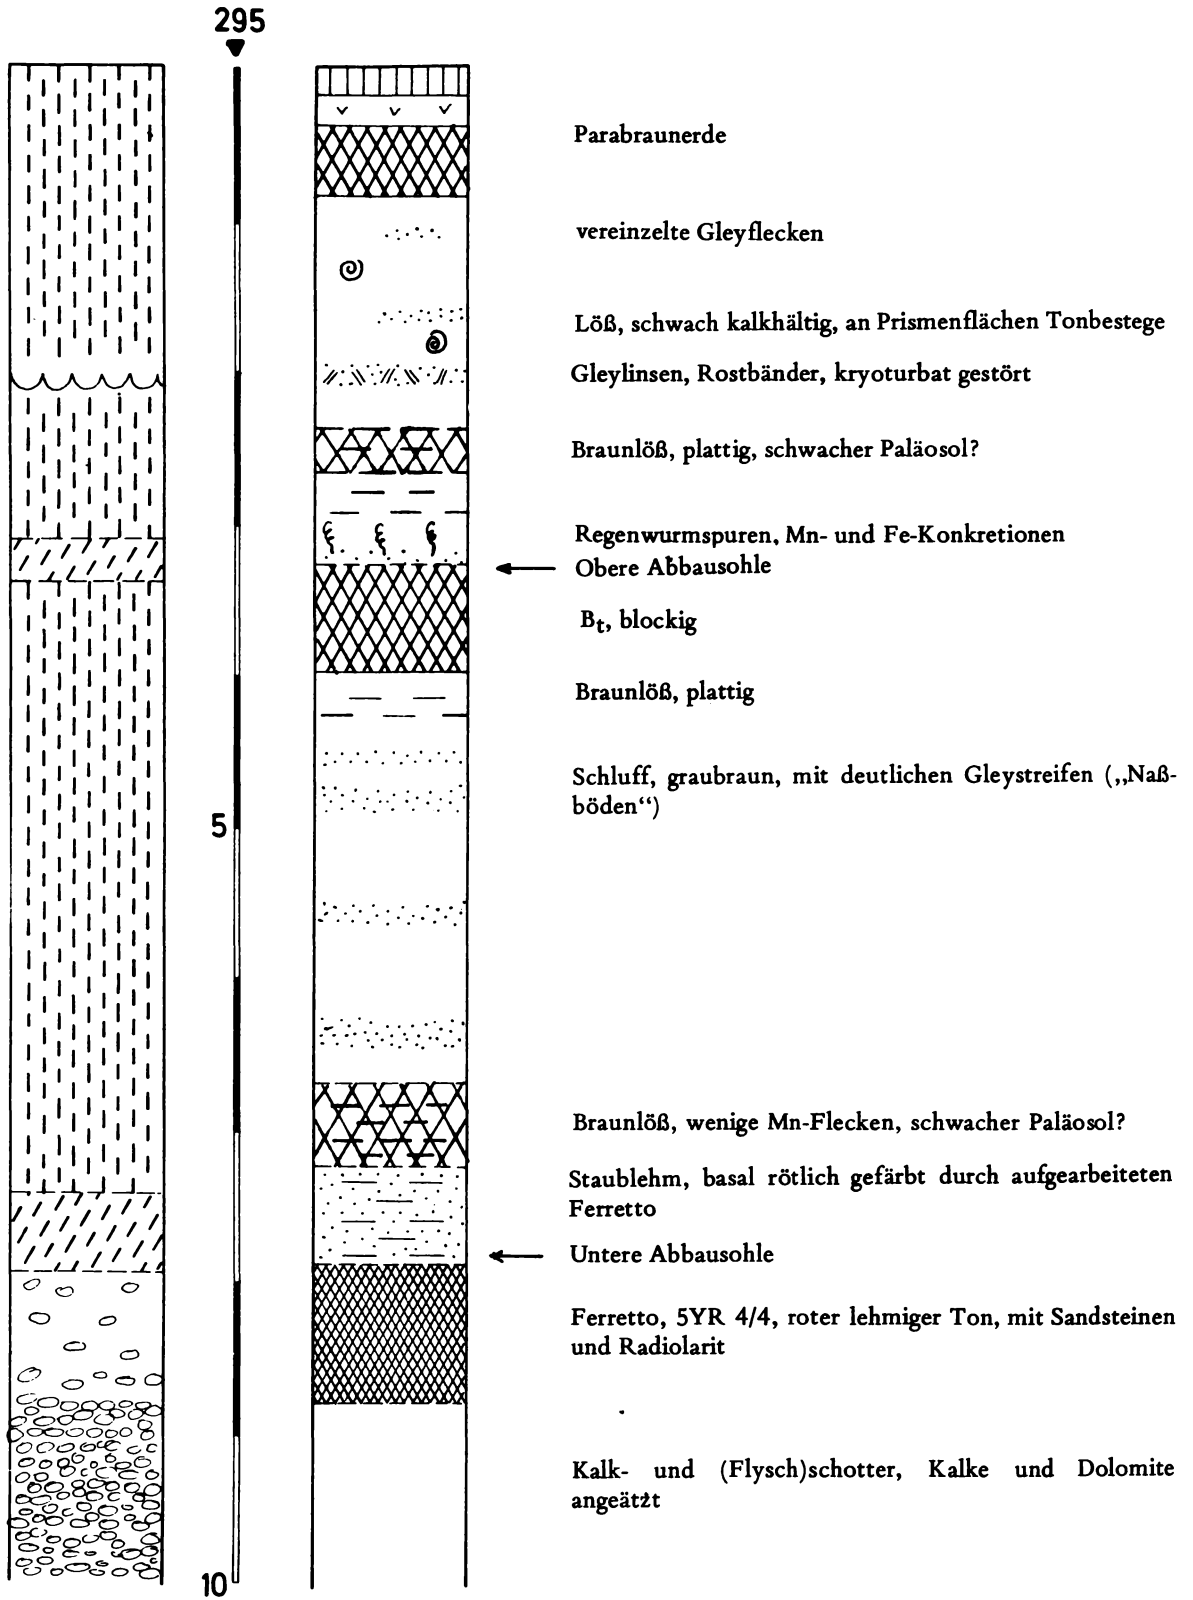 295
Parabraunerde
vereinzelte Gleyflecken
Löß, schwach kalkhältig, an Prismenflächen Tonbestege
Gleylinsen, Rostbänder, kryoturbat gestört
Braunlöß, plattig, schwacher Paläosol?
Regenwurmspuren, Mn- und Fe-Konkretionen
Obere Abbausohle
Bt, blockig
Braunlöß, plattig
Schluff, graubraun, mit deutlichen Gleystreifen („Naß-
böden“)
5
Braunlöß, wenige Mn-Flecken, schwacher Paläosol?
Staublehm, basal rötlich gefärbt durch aufgearbeiteten
Ferretto
Untere Abbausohle
Ferretto, 5YR 4/4, roter lehmiger Ton, mit Sandsteinen
und Radiolarit
Kalk- und (Flysch)schotter, Kalke und Dolomite
angeätzt
10